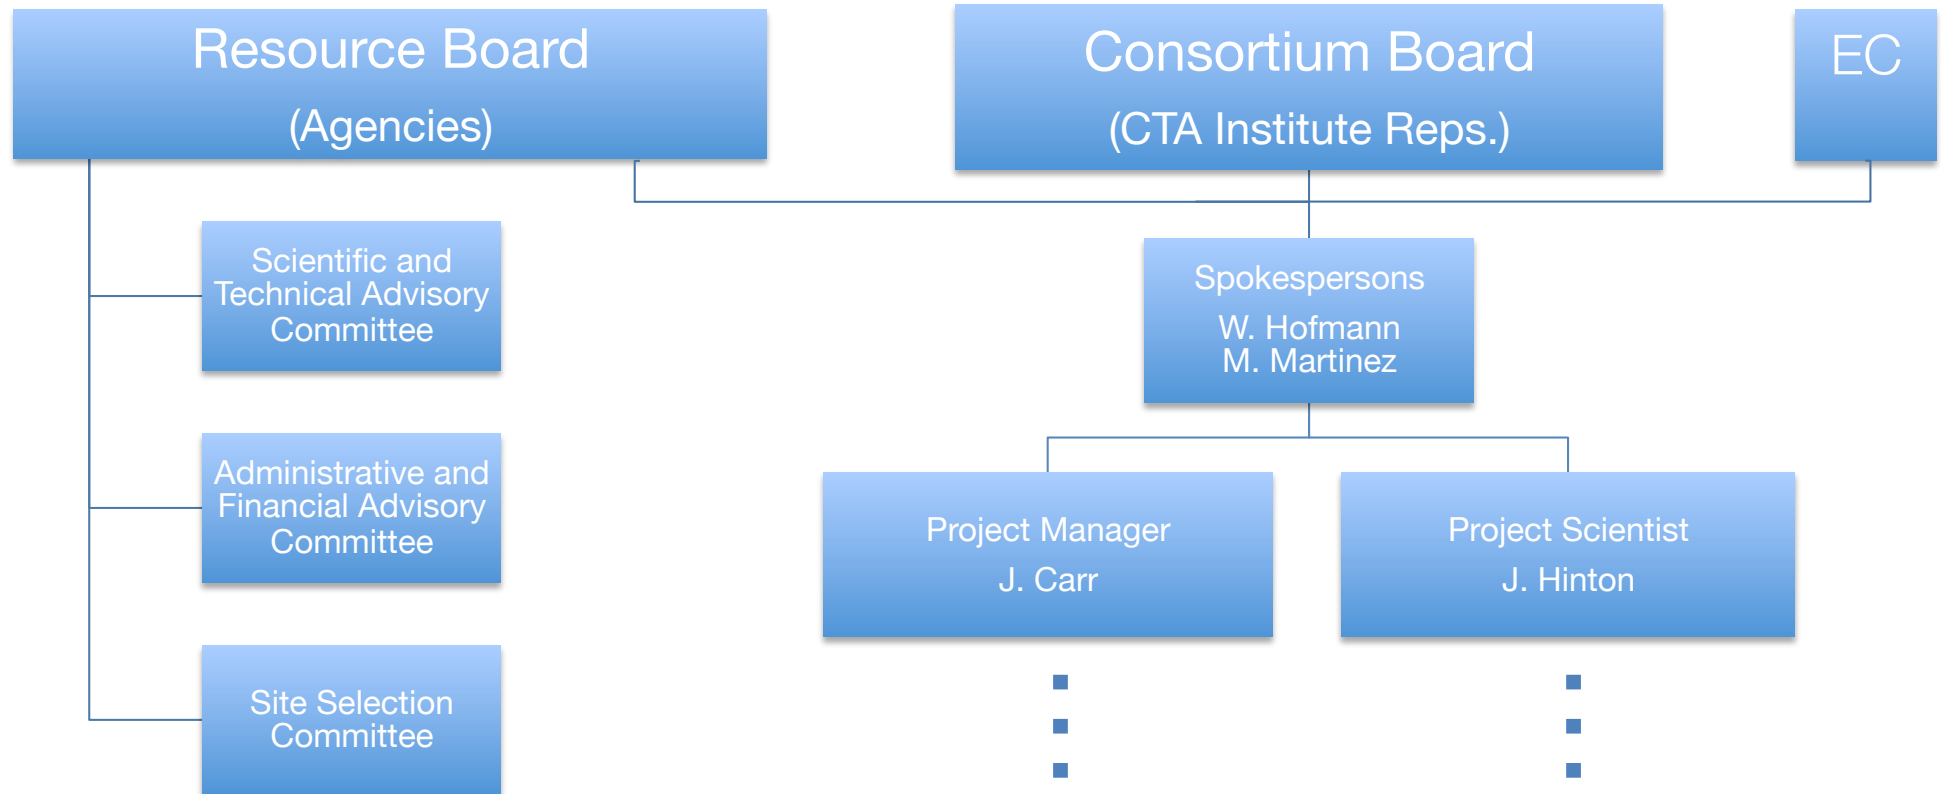 Resource Board
(Agencies)
Consortium Board
(CTA Institute Reps.)
EC
Scientific and
Technical Advisory
Committee
Spokespersons
W. Hofmann
M. Martinez
Administrative and
Financial Advisory
Committee
Project Manager
J. Carr
Project Scientist
J. Hinton
Site Selection
Committee